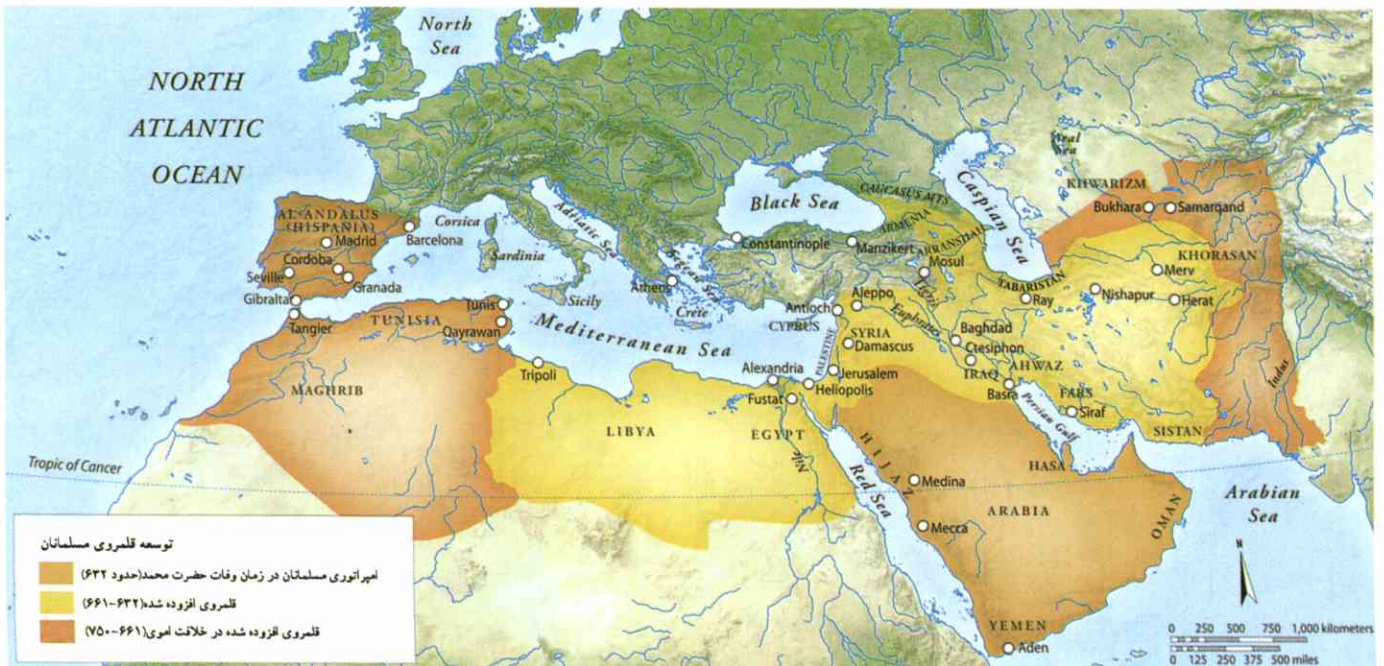 North
Sea
NORTH
ATLANTIC
OCEAN
Aral
Sea
KHWARIZM
Bukhara
Samarqand
CAUCASUS MTS
Caspian Sea
Black Sea
ARMENIA
ARRANSHAH
Constantinople
Manzikert
Mosul
Tigris
KHORASAN
Merv
TABARISTAN
Ray
Nishapur
Herat
AL-ANDALUS
(HISPANIA)
Madrid
Barcelona
Corsica
Adriatic Sea
Cordoba
Seville
Granada
Sardinia
Aegean Sea
Athens
Gibraltar
Tangier
TUNISIA
Tunis
Qayrawan
Sicily
Crete
Mediterranean Sea
Antioch
Aleppo
CYPRUS
Euphrates
SYRIA
Damascus
Baghdad
Ctesiphon
PALESTINE
IRAQ
AHWAZ
Indus
MAGHRIB
Tripoli
Alexandria
Jerusalem
Heliopolis
Fustat
Basra
FARS
Siraf
Persian Gulf
SISTAN
LIBYA
EGYPT
Nile
Tropic of Cancer
HIJAZ
Red Sea
HASA
Medina
Mecca
ARABIA
OMAN
Arabian
Sea
YEMEN
Aden
N
توسعه قلمروی مسلمانان
امپراتوری مسلمانان در زمان وفات حضرت محمد(حدود ۶۳۲)
قلمروی افزوده شده(۶۳۲-۶۶۱)
قلمروی افزوده شده در خلافت اموی(۶۶۱-۷۵۰)
0 250 500 750 1,000 kilometers
0 125 250 375 500 miles